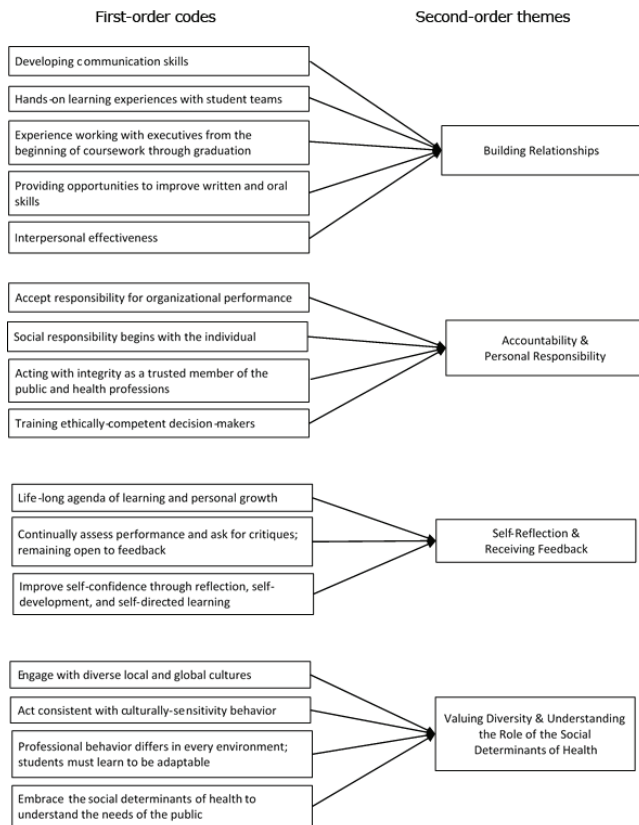 First-order codes
Second-order themes
Developing communication skills
Hands-on learning experiences with student teams
Experience working with executives from the
beginning of coursework through graduation
Providing opportunities to improve written and oral
skills
Interpersonal effectiveness
Building Relationships
Accept responsibility for organizational performance
Social responsibility begins with the individual
Acting with integrity as a trusted member of the
public and health professions
Training ethically-competent decision-makers
Accountability &
Personal Responsibility
Life-long agenda of learning and personal growth
Continually assess performance and ask for critiques;
remaining open to feedback
Improve self-confidence through reflection, self-
development, and self-directed learning
Self-Reflection &
Receiving Feedback
Engage with diverse local and global cultures
Act consistent with culturally-sensitivity behavior
Professional behavior differs in every environment;
students must learn to be adaptable
Embrace the social determinants of health to
understand the needs of the public
Valuing Diversity & Understanding
the Role of the Social
Determinants of Health